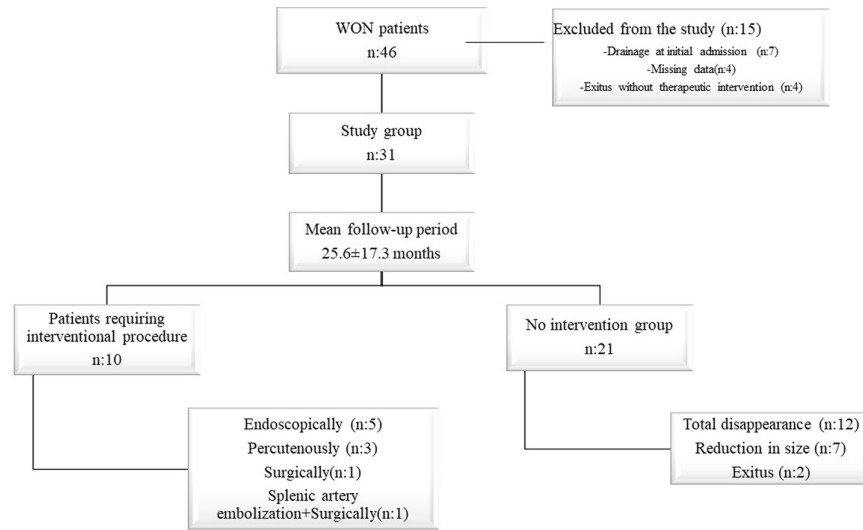 WON patients
n:46
Excluded from the study (n:15)
-Drainage at initial admission (n:7)
-Missing data(n:4)
-Exitus without therapeutic intervention (n:4)
Study group
n:31
Mean follow-up period
25.6±17.3 months
Patients requiring
interventional procedure
n:10
No intervention group
n:21
Endoscopically (n:5)
Percutenously (n:3)
Surgically(n:1)
Splenic artery
embolization+Surgically(n:1)
Total disappearance (n:12)
Reduction in size (n:7)
Exitus (n:2)